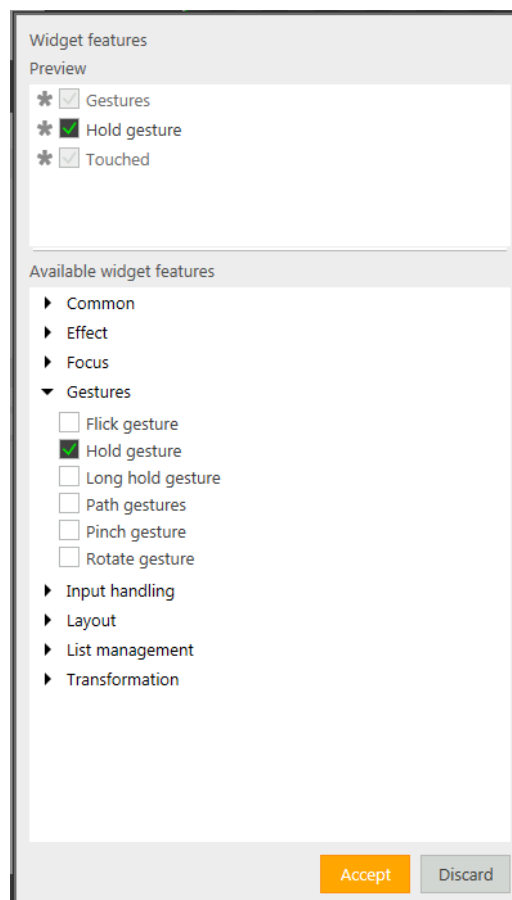 Widget features
Preview
Gestures
Hold gesture
Touched
Available widget features
Common
Effect
Focus
Gestures
Flick gesture
Hold gesture
Long hold gesture
Path gestures
Pinch gesture
Rotate gesture
Input handling
Layout
List management
Transformation
Accept Discard